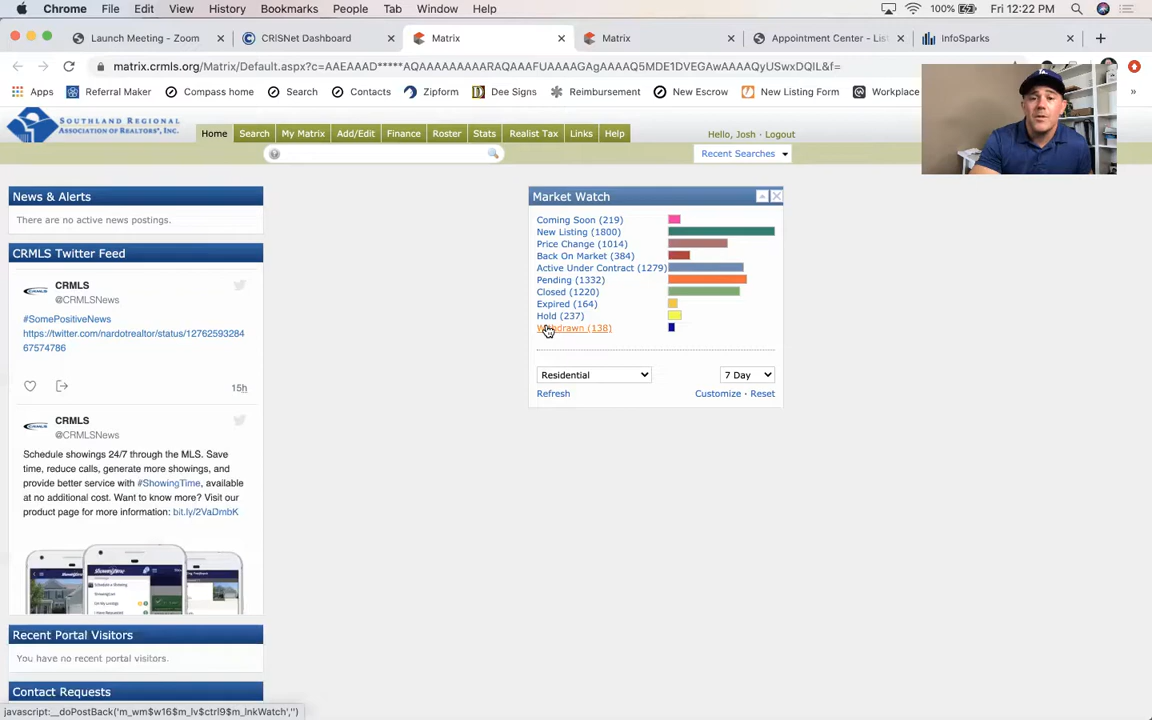 Chrome File Edit View History Bookmarks People Tab Window Help 100% Fri 12:22 PM
Launch Meeting - Zoom × CRISNet Dashboard × Matrix × Matrix × Appointment Center - List × InfoSparks × +
matrix.crmls.org/Matrix/Default.aspx?c=AAEAAAD*****AQAAAAAAAAARAQAAAFUAAAAGAgAAAAQ5MDE1DVEGAwAAAAQyUSwxDQIL&f=
Apps Referral Maker Compass home Search Contacts Zipform Dee Signs Reimbursement New Escrow New Listing Form Workplace »
SOUTHLAND REGIONAL
ASSOCIATION OF REALTORS®, INC.
Home Search My Matrix Add/Edit Finance Roster Stats Realist Tax Links Help Hello, Josh · Logout
Recent Searches
News & Alerts
There are no active news postings.
CRMLS Twitter Feed
CRMLS
@CRMLSNews
#SomePositiveNews
https://twitter.com/nardotrealtor/status/12762593284
67574786
15h
CRMLS
@CRMLSNews
Schedule showings 24/7 through the MLS. Save
time, reduce calls, generate more showings, and
provide better service with #ShowingTime, available
at no additional cost. Want to know more? Visit our
product page for more information: bit.ly/2VaDmbK
Recent Portal Visitors
You have no recent portal visitors.
Contact Requests
Market Watch
Coming Soon (219)
New Listing (1800)
Price Change (1014)
Back On Market (384)
Active Under Contract (1279)
Pending (1332)
Closed (1220)
Expired (164)
Hold (237)
Withdrawn (138)
Residential 7 Day
Refresh Customize · Reset
javascript:__doPostBack('m_wm$w16$m_lv$ctrl9$m_lnkWatch','')